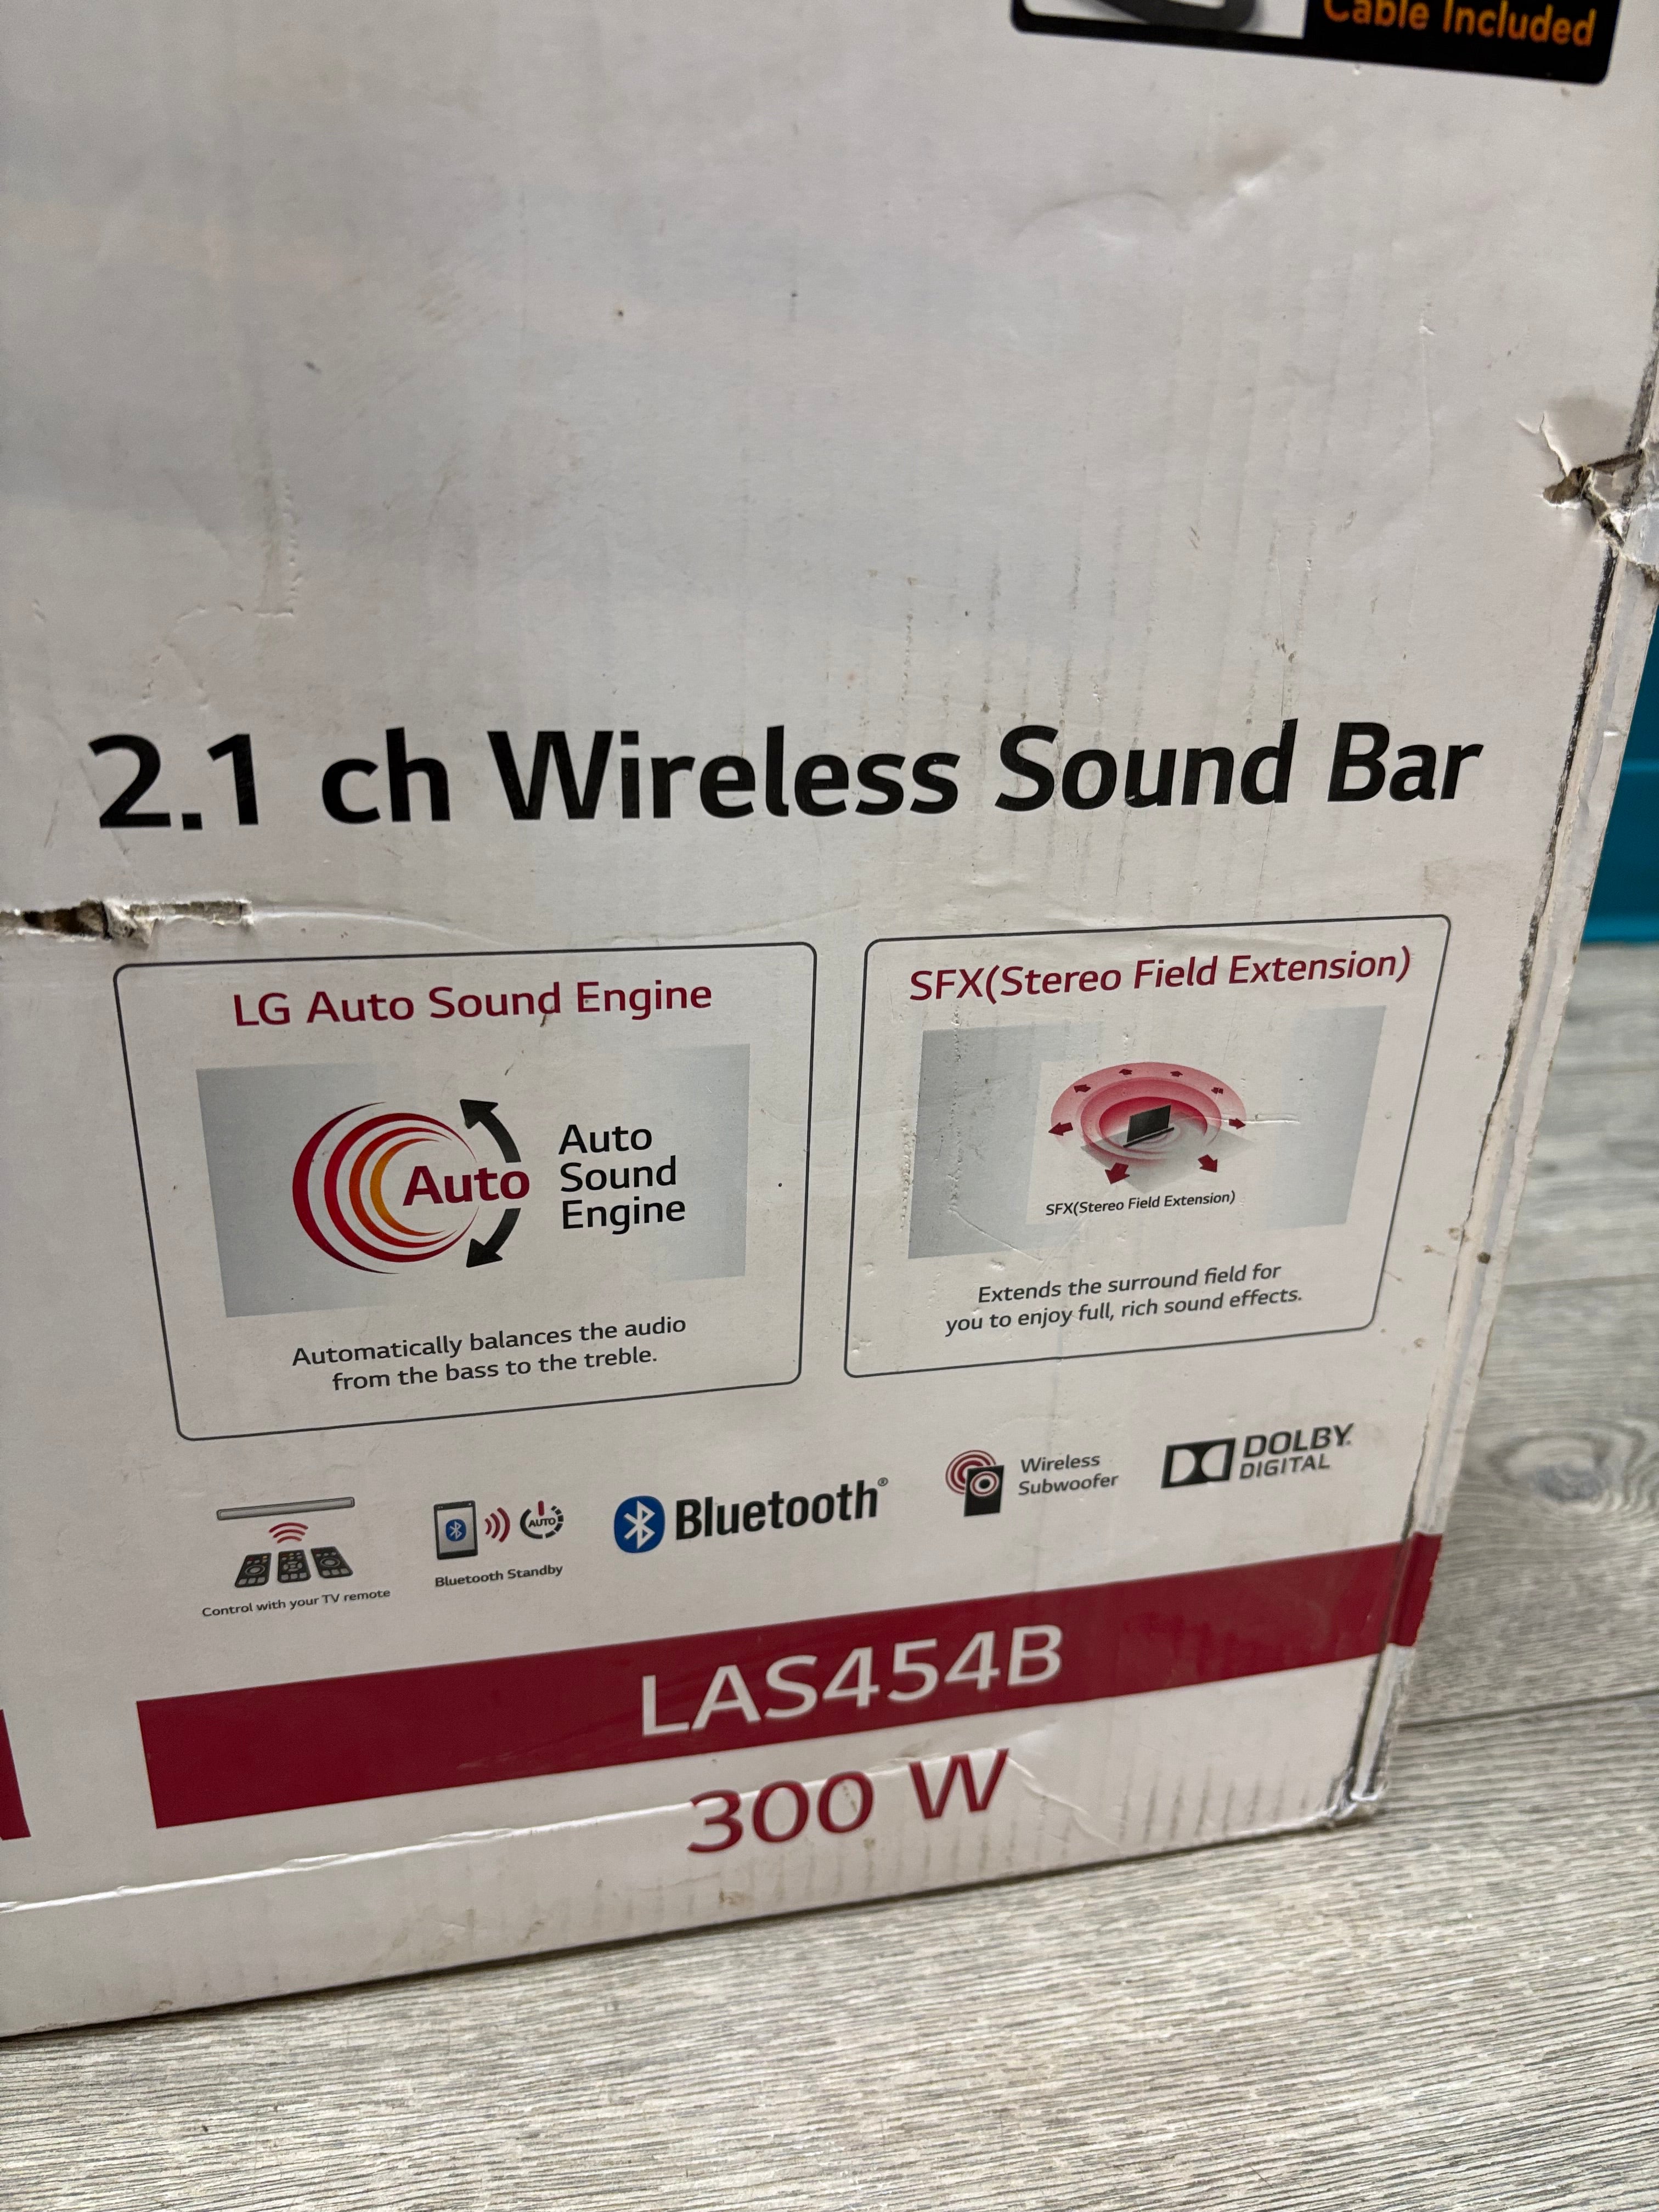 Cable Included
2.1 ch Wireless Sound Bar
LG Auto Sound Engine
Auto
Auto
Sound
Engine
Automatically balances the audio
from the bass to the treble.
SFX(Stereo Field Extension)
SFX(Stereo Field Extension)
Extends the surround field for
you to enjoy full, rich sound effects.
Control with your TV remote
AUTO
Bluetooth Standby
Bluetooth®
Wireless
Subwoofer
DOLBY
DIGITAL
LAS454B
300 W